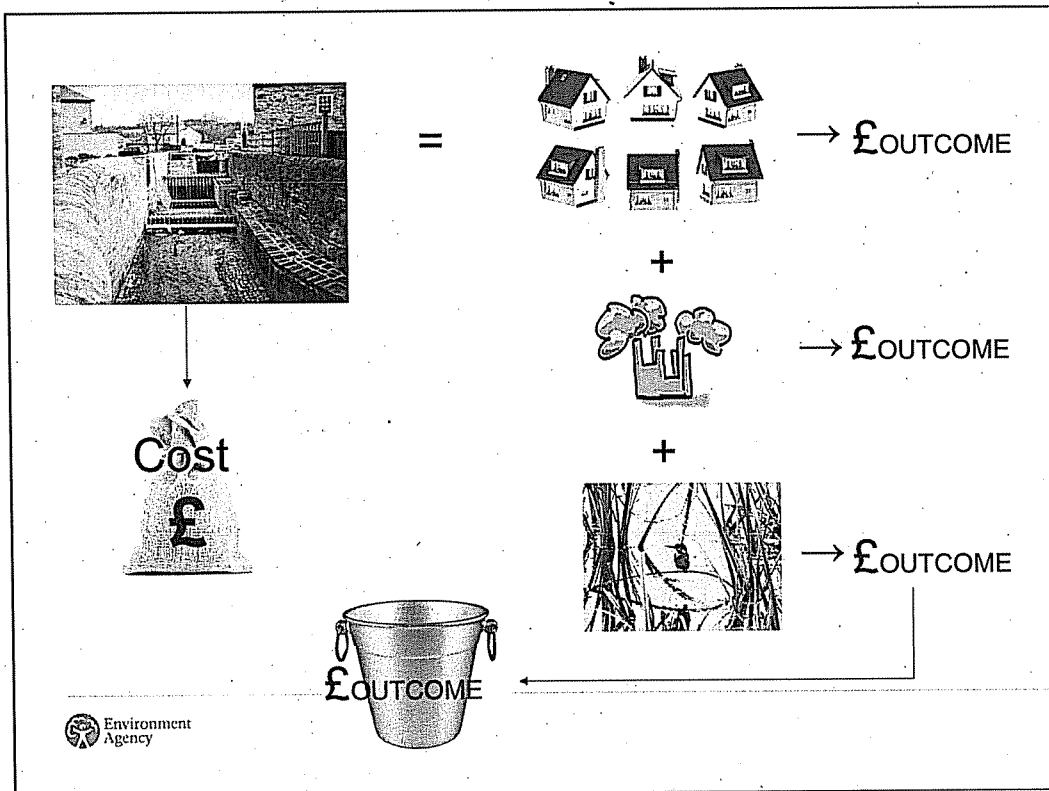 =
→ £OUTCOME
+
→ £OUTCOME
+
→ £OUTCOME
Cost
£
£OUTCOME
Environment
Agency